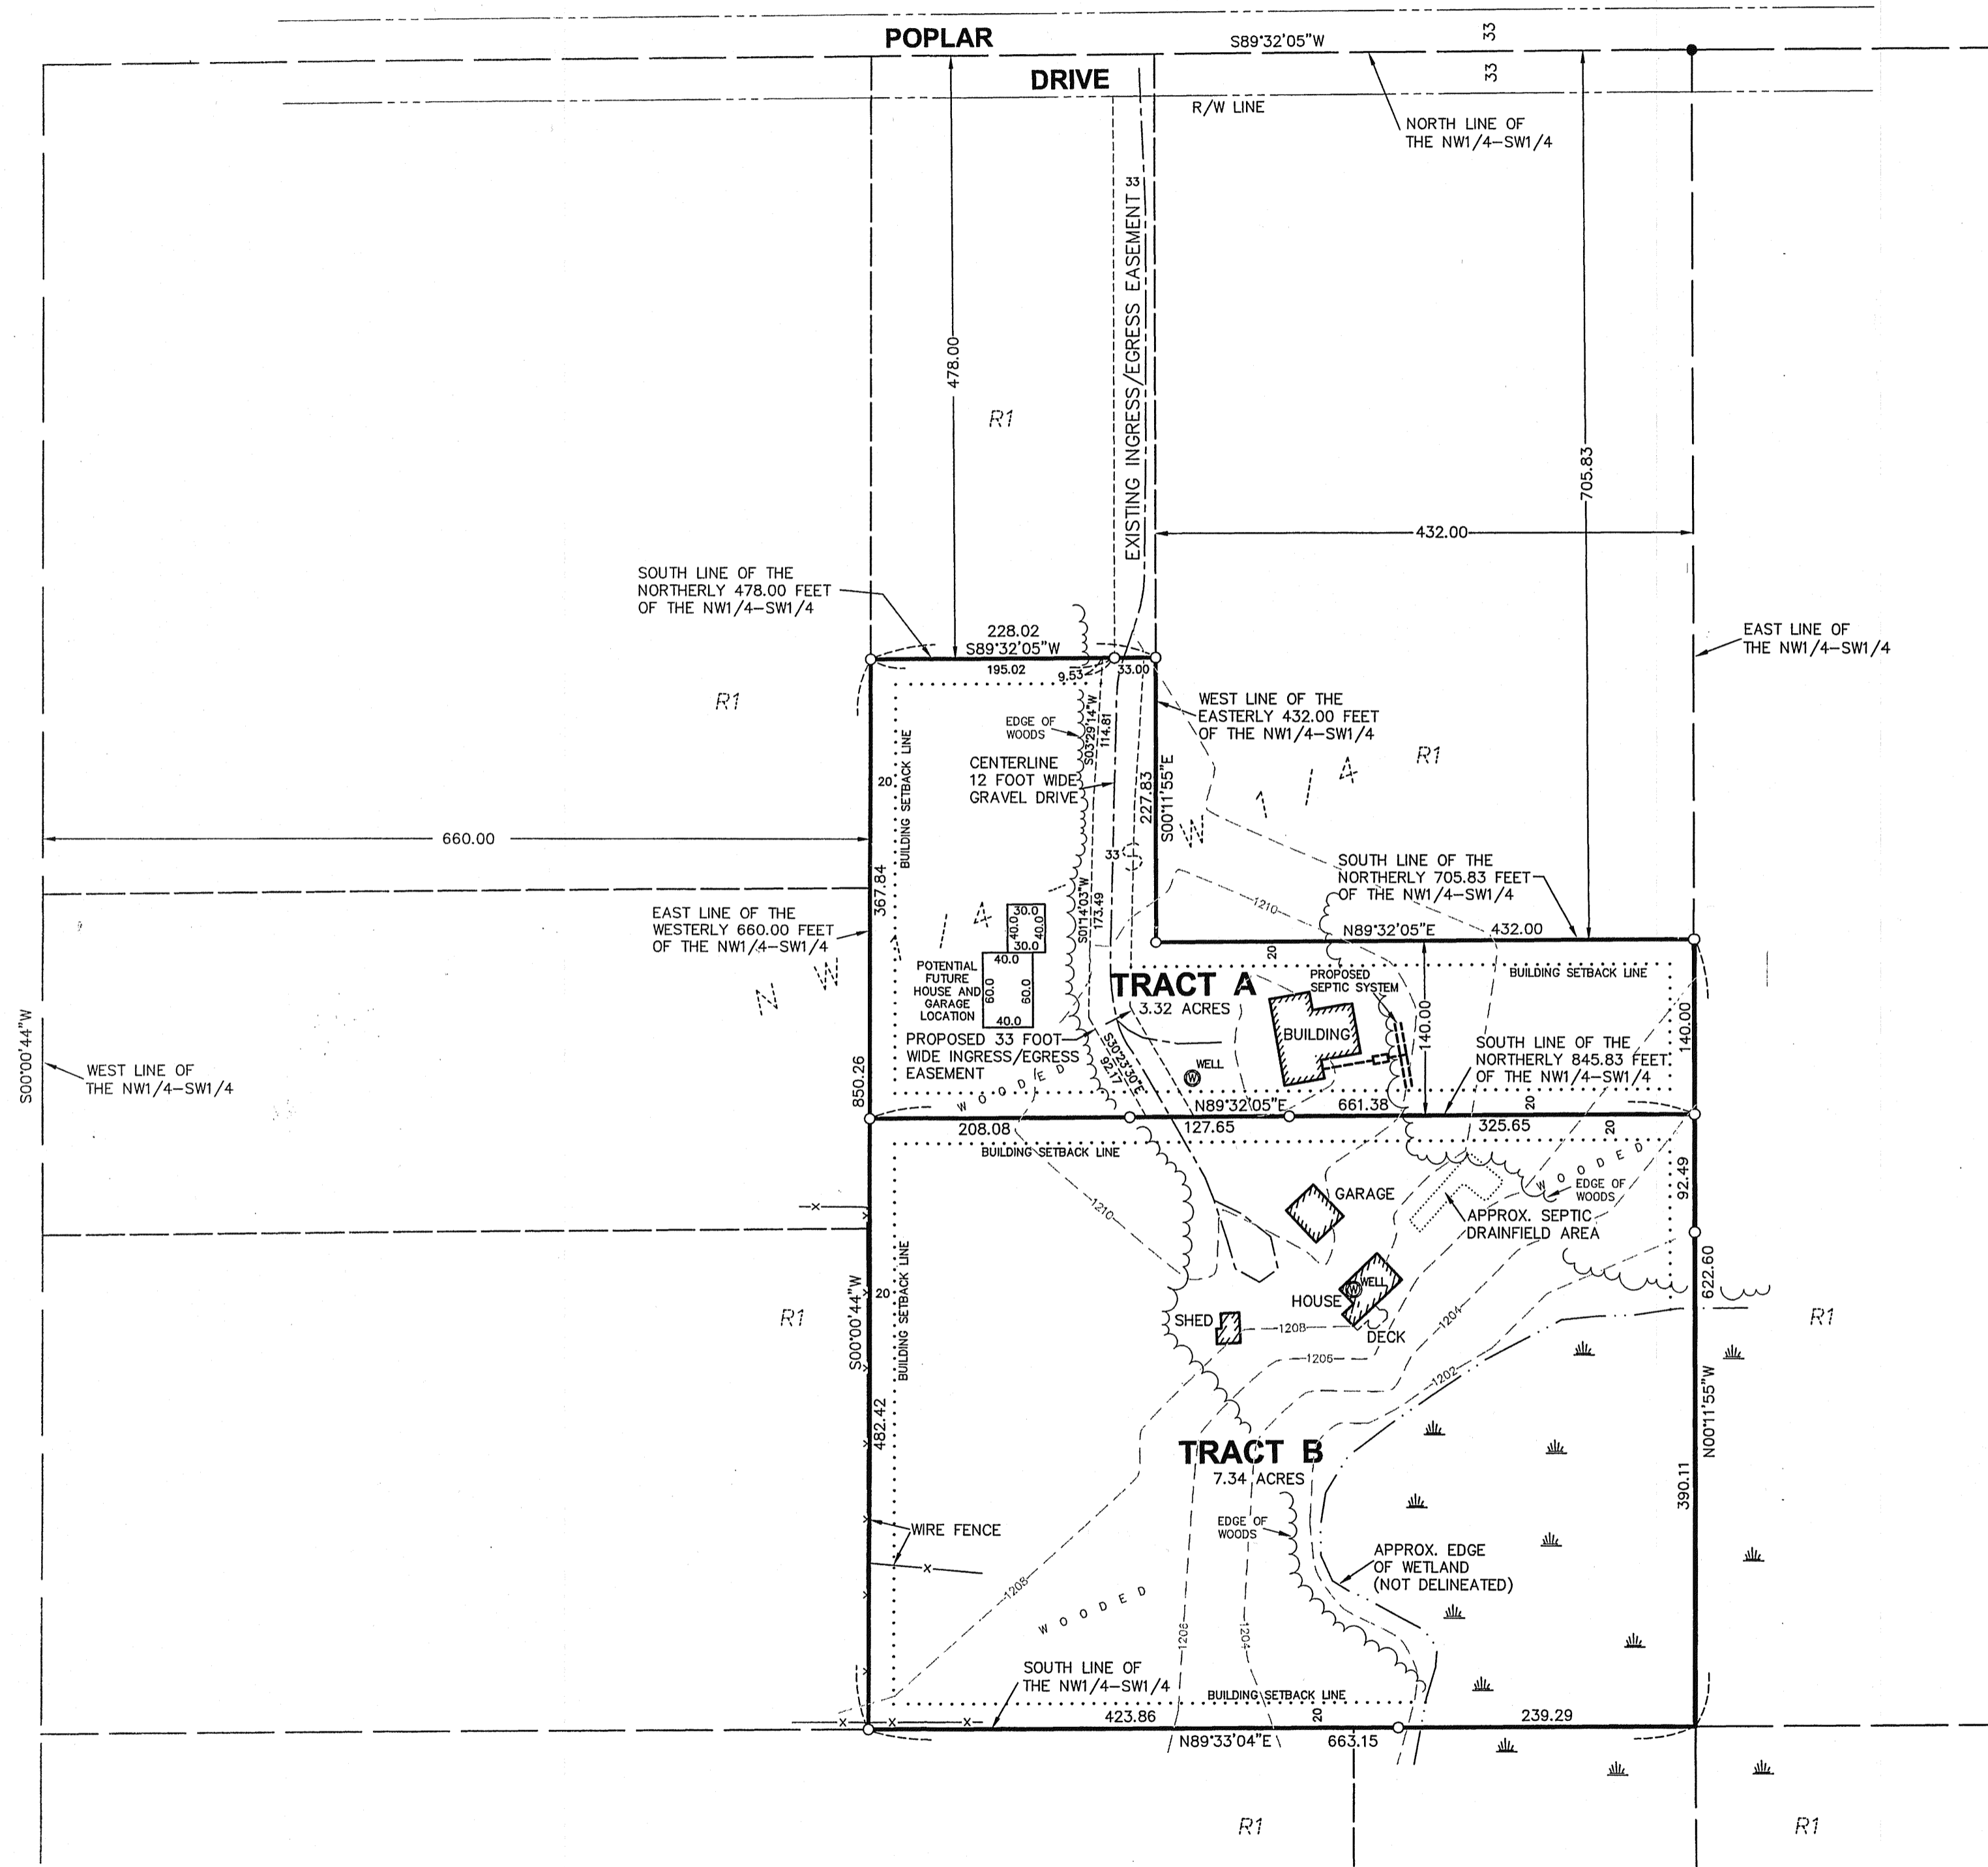 POPLAR
DRIVE
S89°32'05"W
33
33
R/W LINE
NORTH LINE OF
THE NW1/4-SW1/4
33
EXISTING INGRESS/EGRESS EASEMENT
478.00
705.83
R1
432.00
SOUTH LINE OF THE
NORTHERLY 478.00 FEET
OF THE NW1/4-SW1/4
228.02
S89°32'05"W
195.02
9.53
33.00
EAST LINE OF
THE NW1/4-SW1/4
R1
WEST LINE OF THE
EASTERLY 432.00 FEET
OF THE NW1/4-SW1/4
EDGE OF
WOODS
S03°29'14"W
114.81
CENTERLINE
12 FOOT WIDE
GRAVEL DRIVE
20
BUILDING SETBACK LINE
227.83
S00°11'55"E
W 1 / 4
R1
660.00
33
367.84
SOUTH LINE OF THE
NORTHERLY 705.83 FEET
OF THE NW1/4-SW1/4
1210
EAST LINE OF THE
WESTERLY 660.00 FEET
OF THE NW1/4-SW1/4
N W 1 / 4
30.0
40.0
40.0
30.0
S01°14'03"W
173.49
N89°32'05"E
432.00
20
40.0
60.0
60.0
40.0
POTENTIAL
FUTURE
HOUSE AND
GARAGE
LOCATION
TRACT A
3.32 ACRES
PROPOSED
SEPTIC SYSTEM
BUILDING SETBACK LINE
BUILDING
140.00
140.00
PROPOSED 33 FOOT
WIDE INGRESS/EGRESS
EASEMENT
S30°23'30"E
92.17
WELL
W
SOUTH LINE OF THE
NORTHERLY 845.83 FEET
OF THE NW1/4-SW1/4
S00°00'44"W
WEST LINE OF
THE NW1/4-SW1/4
850.26
WOODED
N89°32'05"E
661.38
20
208.08
127.65
325.65
20
BUILDING SETBACK LINE
WOODED
92.49
EDGE OF
WOODS
GARAGE
1210
APPROX. SEPTIC
DRAINFIELD AREA
S00°00'44"W
20
BUILDING SETBACK LINE
WELL
W
HOUSE
622.60
SHED
1208
DECK
1204
R1
R1
1206
1202
N00°11'55"W
482.42
TRACT B
7.34 ACRES
390.11
WIRE FENCE
EDGE OF
WOODS
APPROX. EDGE
OF WETLAND
(NOT DELINEATED)
1208
WOODED
1206
1204
SOUTH LINE OF
THE NW1/4-SW1/4
BUILDING SETBACK LINE
423.86
20
239.29
N89°33'04"E
663.15
R1
R1